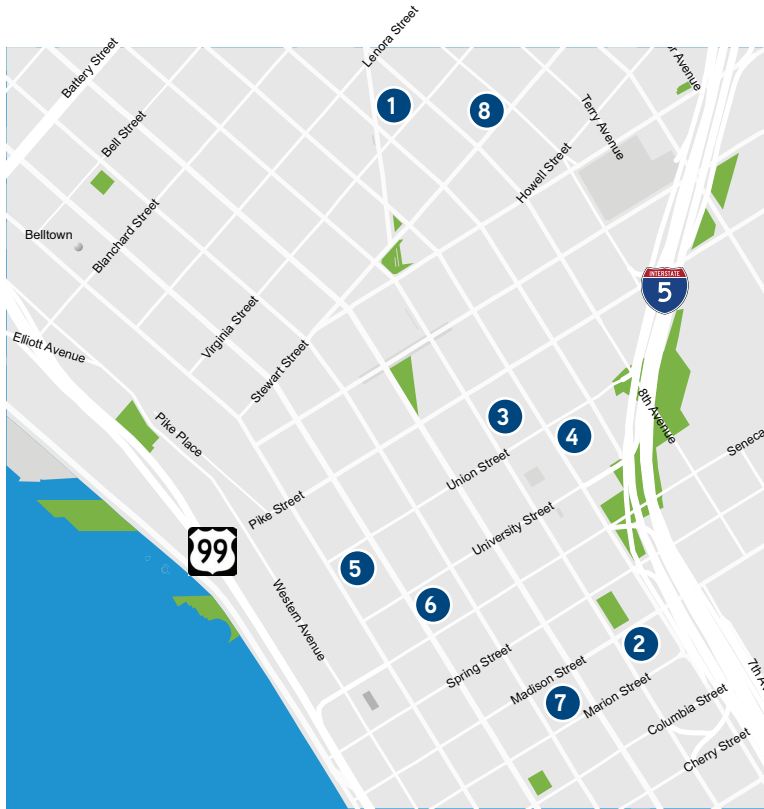 Lenora Street
Battery Street
Terry Avenue
1
8
Bell Street
Howell Street
Belltown
Blanchard Street
INTERSTATE
5
Virginia Street
Elliott Avenue
Stewart Street
Pike Place
3
8th Avenue
4
Seneca
Union Street
Pike Street
University Street
99
5
6
Western Avenue
2
Spring Street
Madison Street
7
Marion Street
7th
Columbia Street
Cherry Street